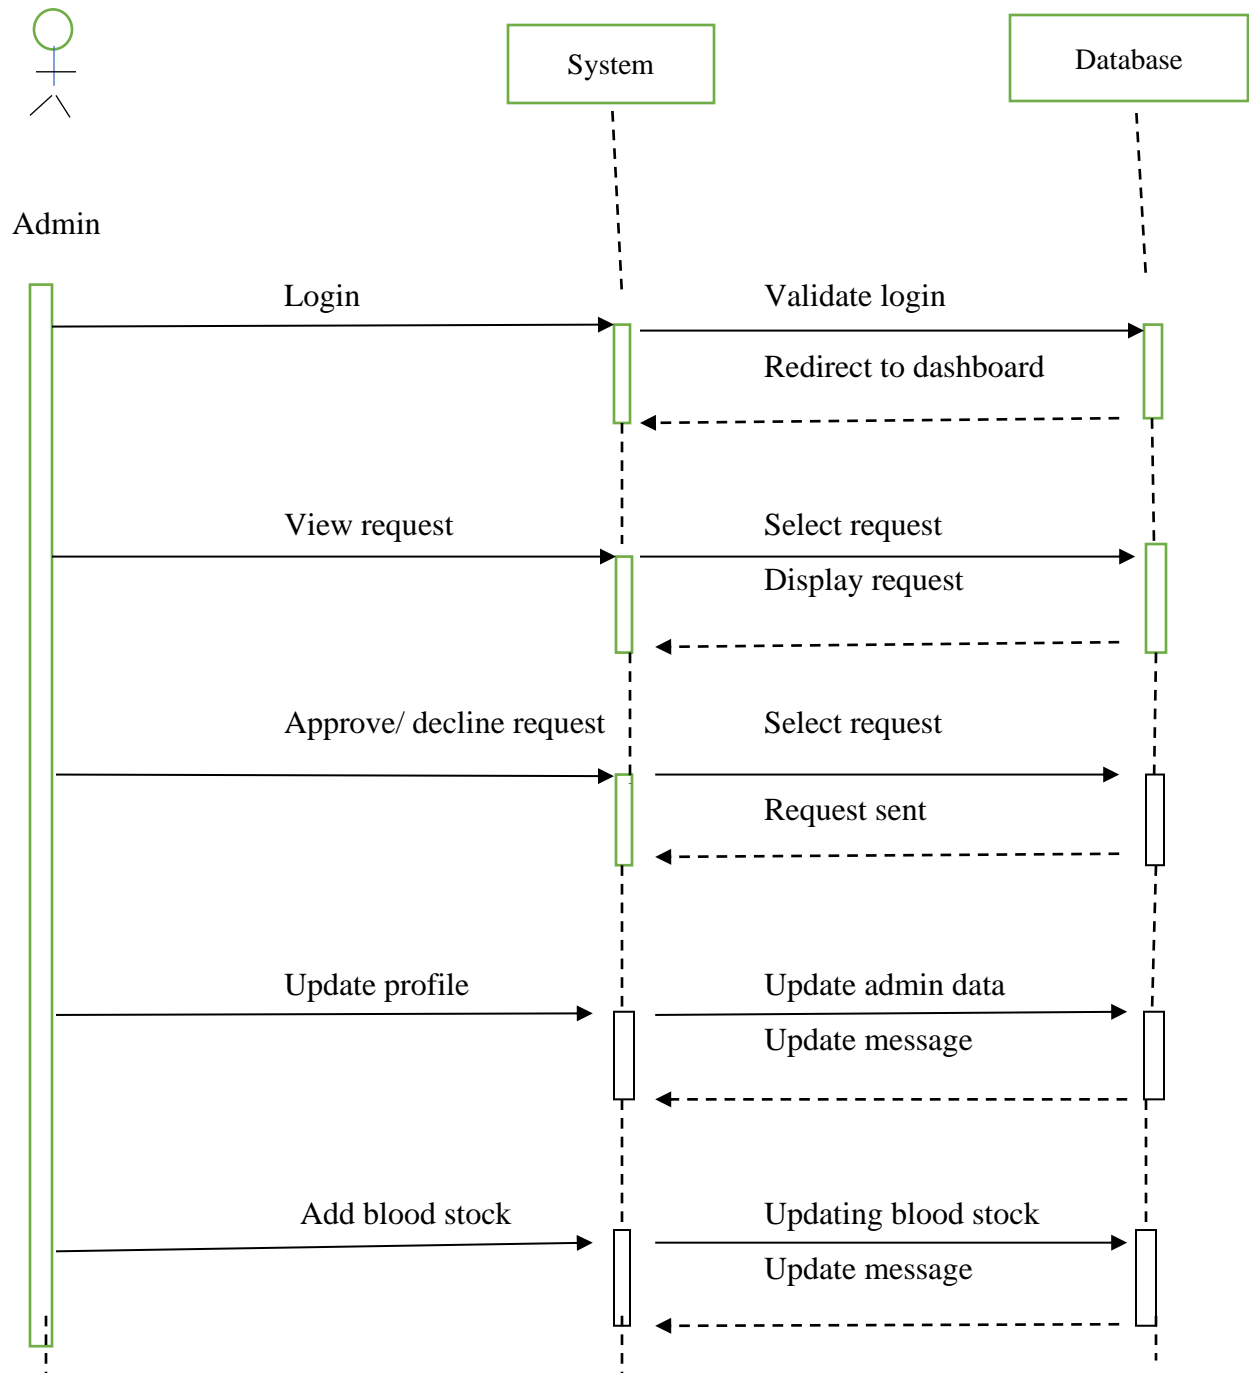 System
Database
Admin
Login
Validate login
Redirect to dashboard
View request
Select request
Display request
Approve/ decline request
Select request
Request sent
Update profile
Update admin data
Update message
Add blood stock
Updating blood stock
Update message